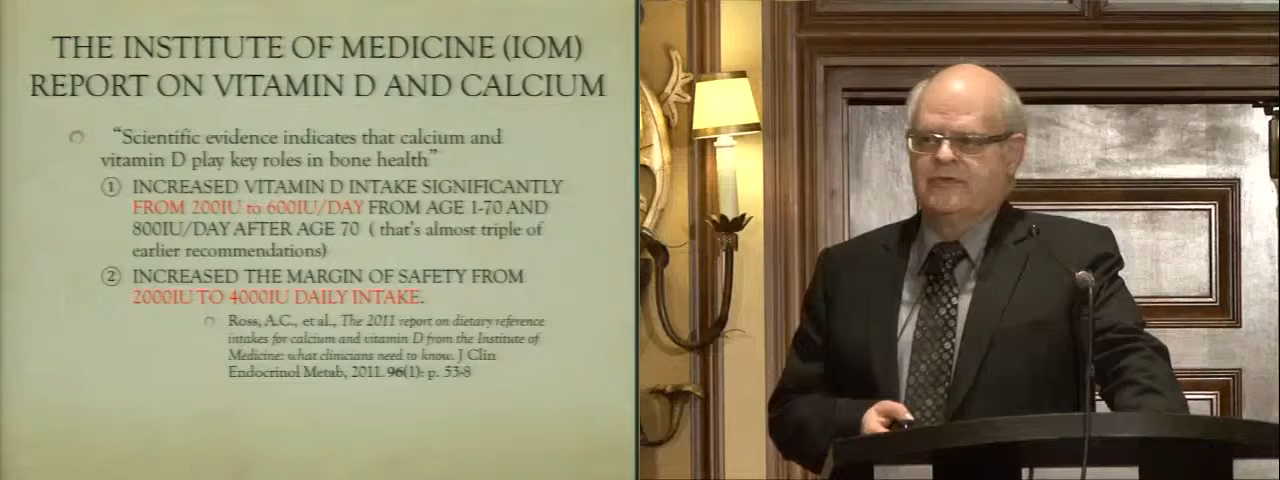 THE INSTITUTE OF MEDICINE (IOM)
REPORT ON VITAMIN D AND CALCIUM
"Scientific evidence indicates that calcium and
vitamin D play key roles in bone health"
① INCREASED VITAMIN D INTAKE SIGNIFICANTLY
FROM 200IU to 600IU/DAY FROM AGE 1-70 AND
800IU/DAY AFTER AGE 70 ( that's almost triple of
earlier recommendations)
② INCREASED THE MARGIN OF SAFETY FROM
2000IU TO 4000IU DAILY INTAKE.
Ross, A.C., et al., The 2011 report on dietary reference
intakes for calcium and vitamin D from the Institute of
Medicine: what clinicians need to know. J Clin
Endocrinol Metab, 2011. 96(1): p. 53-8